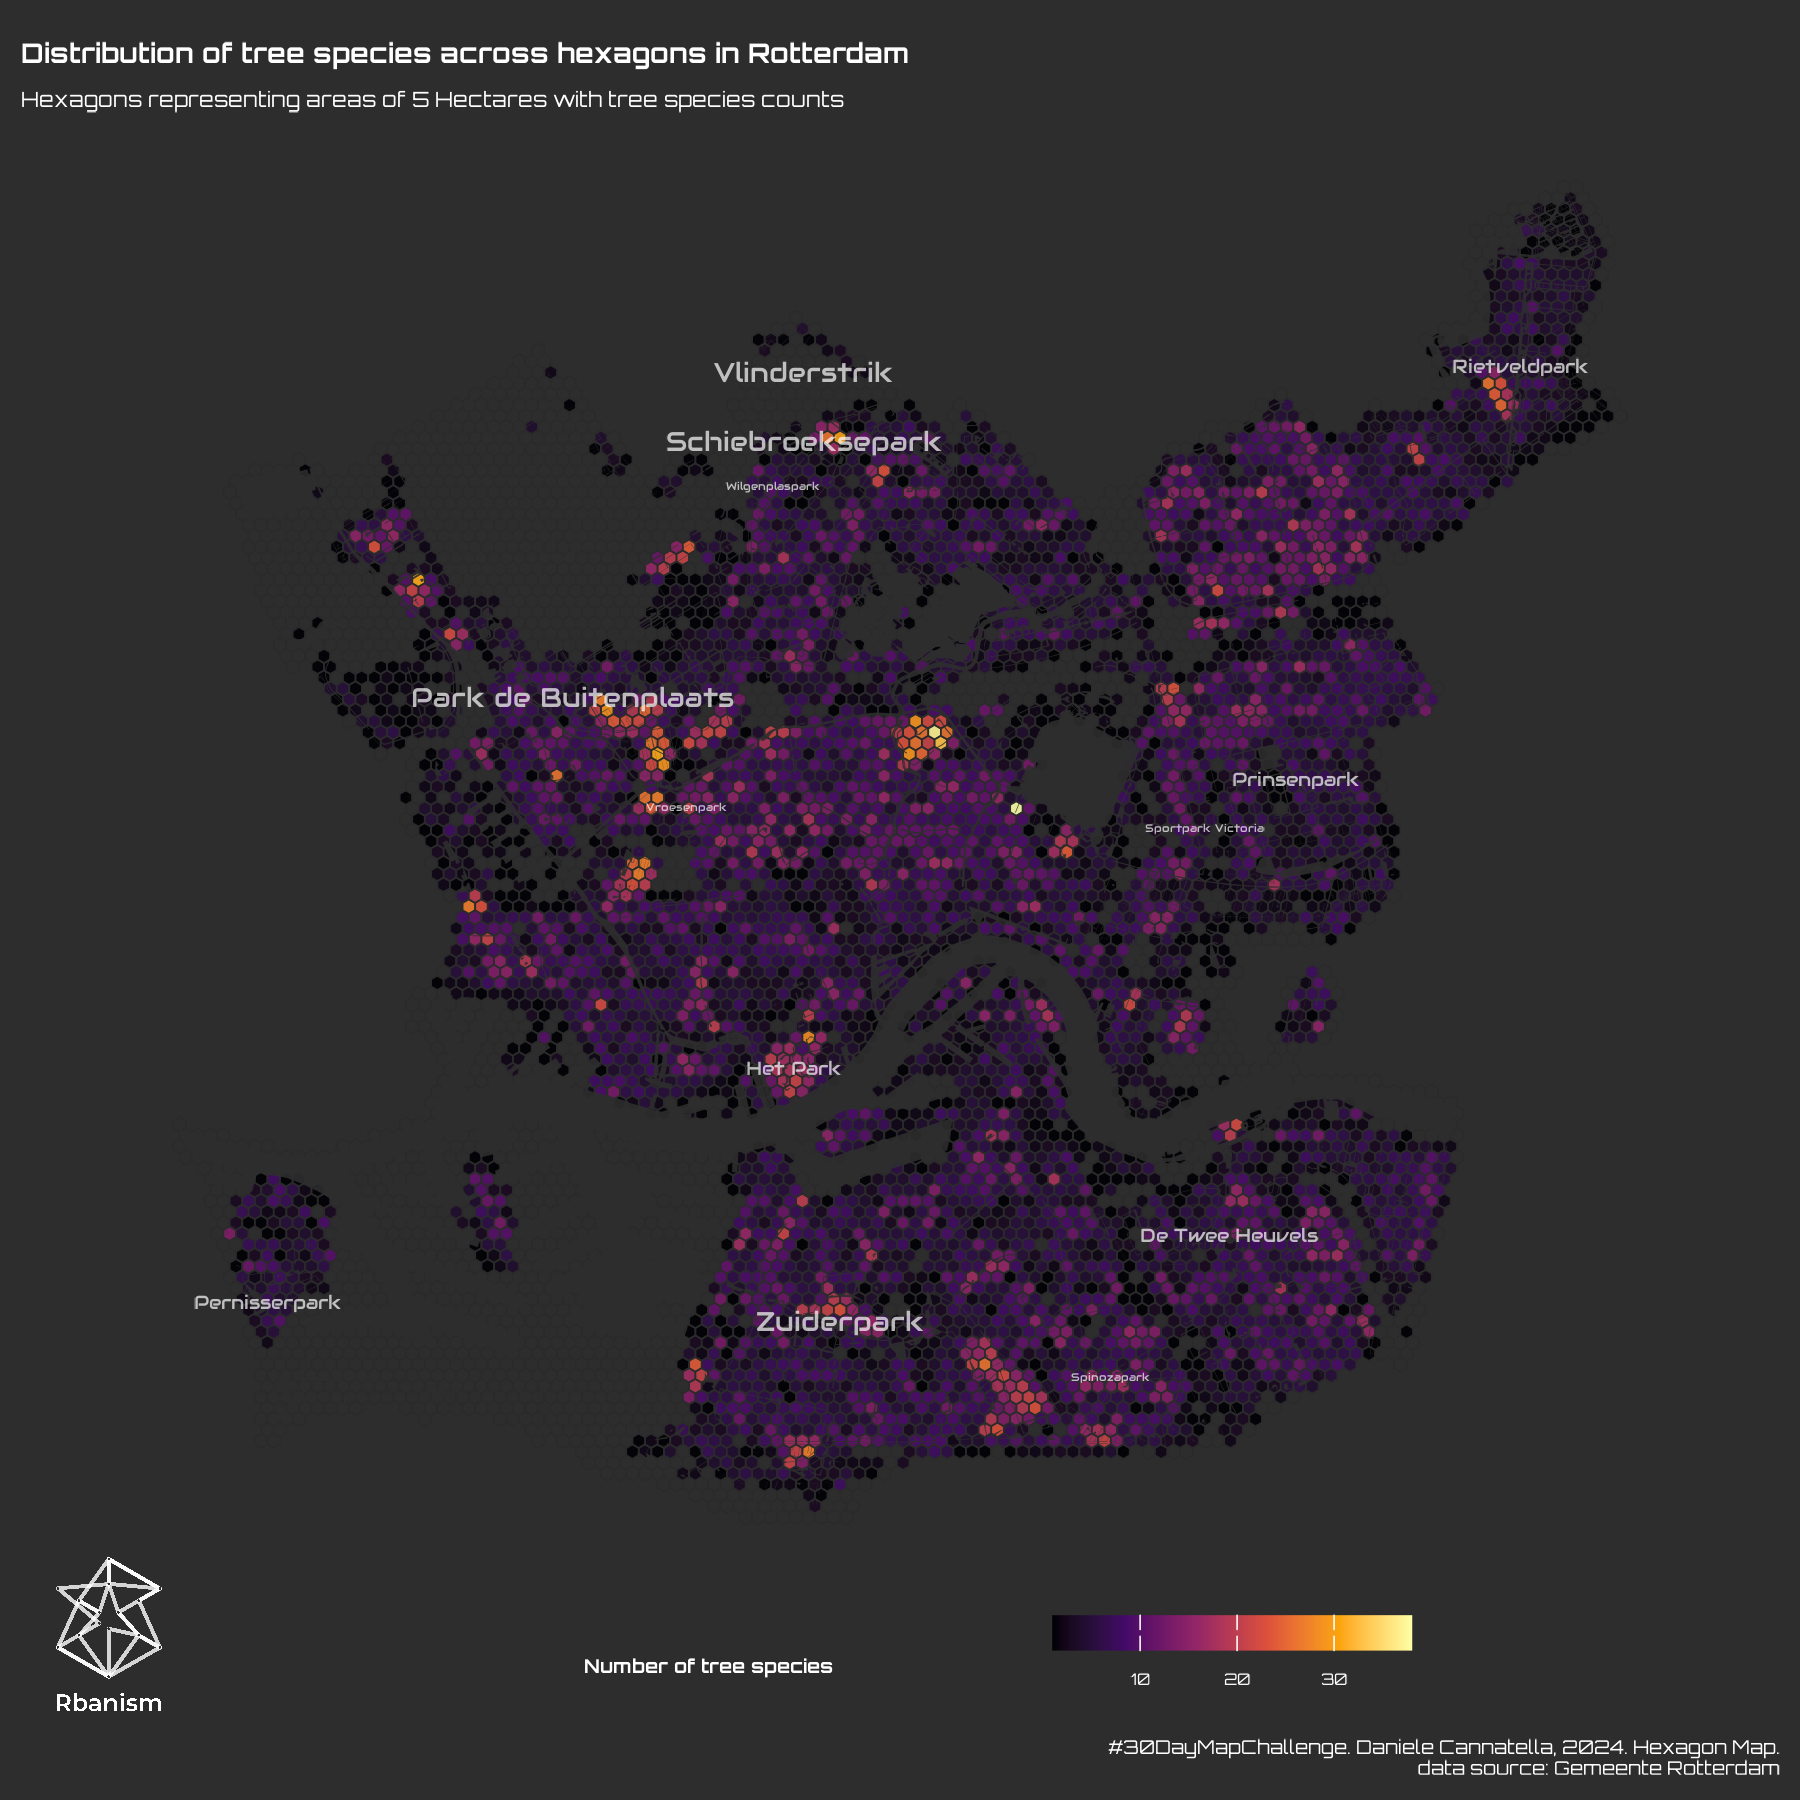 Distribution of tree species across hexagons in Rotterdam
Hexagons representing areas of 5 Hectares with tree species counts
Rietveldpark
Vlinderstrik
Schiebroeksepark
Wilgenplaspark
Park de Buitenplaats
Prinsenpark
Vroesenpark
Sportpark Victoria
Het Park
De Twee Heuvels
Pernisserpark
Zuiderpark
Spinozapark
Number of tree species
10 20 30
Rbanism
#30DayMapChallenge. Daniele Cannatella, 2024. Hexagon Map.
data source: Gemeente Rotterdam